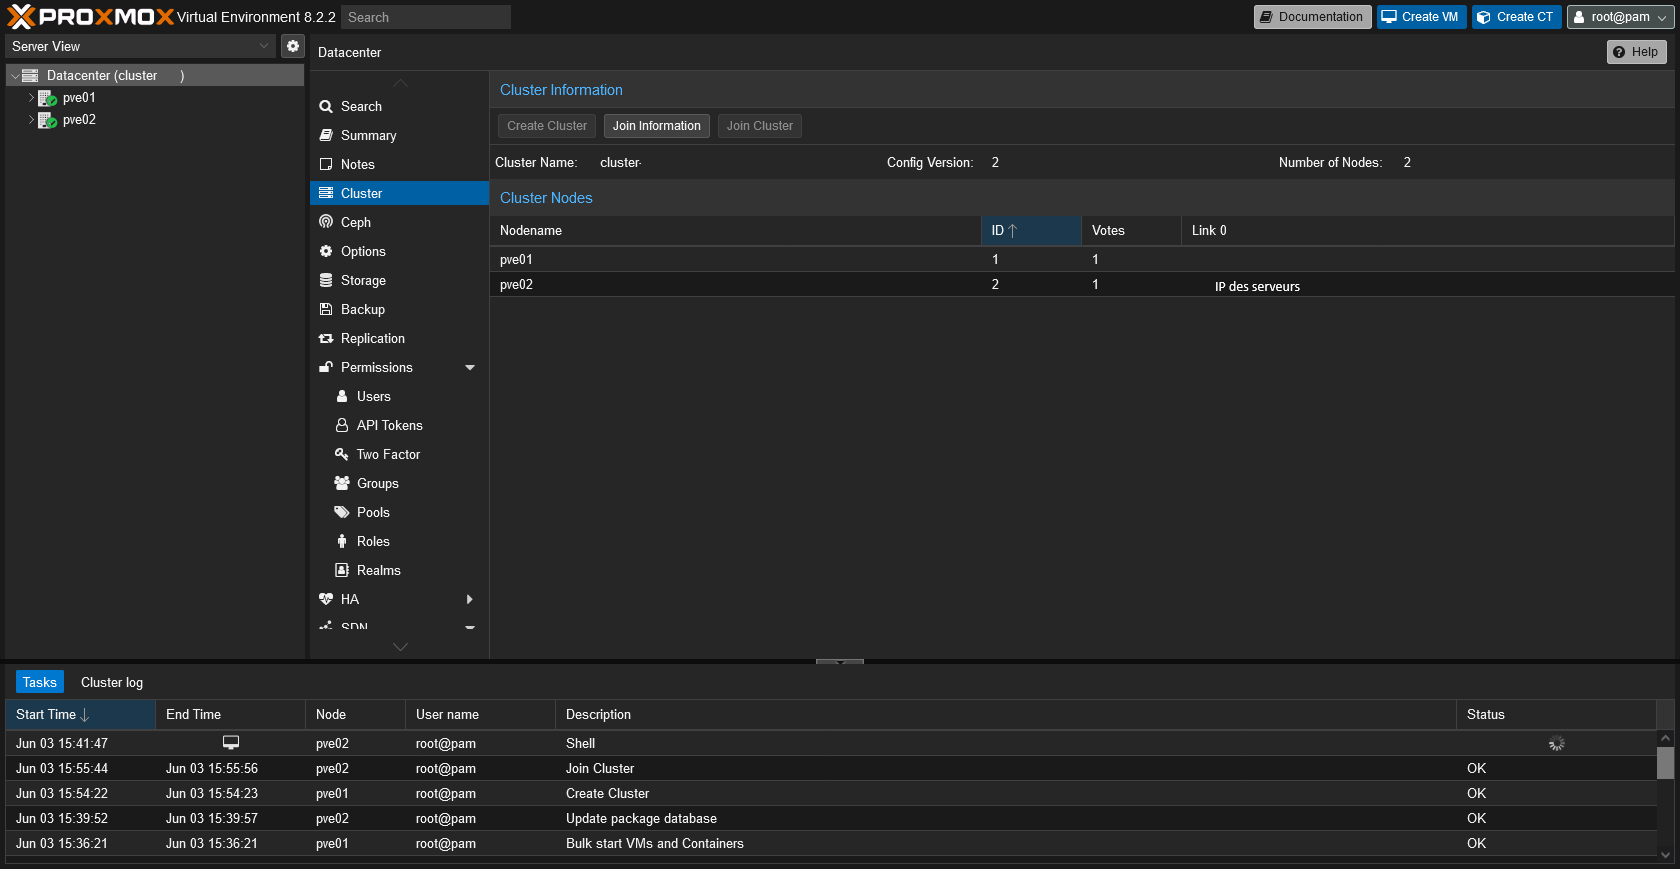 PROXMOX Virtual Environment 8.2.2 Search Documentation Create VM Create CT root@pam
Server View
Datacenter (cluster )
pve01
pve02
Datacenter Help
Search
Summary
Notes
Cluster
Ceph
Options
Storage
Backup
Replication
Permissions
Users
API Tokens
Two Factor
Groups
Pools
Roles
Realms
HA
SDN
Cluster Information
Create Cluster Join Information Join Cluster
Cluster Name: cluster- Config Version: 2 Number of Nodes: 2
Cluster Nodes
Nodename ID Votes Link 0
pve01 1 1
pve02 2 1 IP des serveurs
Tasks Cluster log
Start Time End Time Node User name Description Status
Jun 03 15:41:47 pve02 root@pam Shell
Jun 03 15:55:44 Jun 03 15:55:56 pve02 root@pam Join Cluster OK
Jun 03 15:54:22 Jun 03 15:54:23 pve01 root@pam Create Cluster OK
Jun 03 15:39:52 Jun 03 15:39:57 pve02 root@pam Update package database OK
Jun 03 15:36:21 Jun 03 15:36:21 pve01 root@pam Bulk start VMs and Containers OK